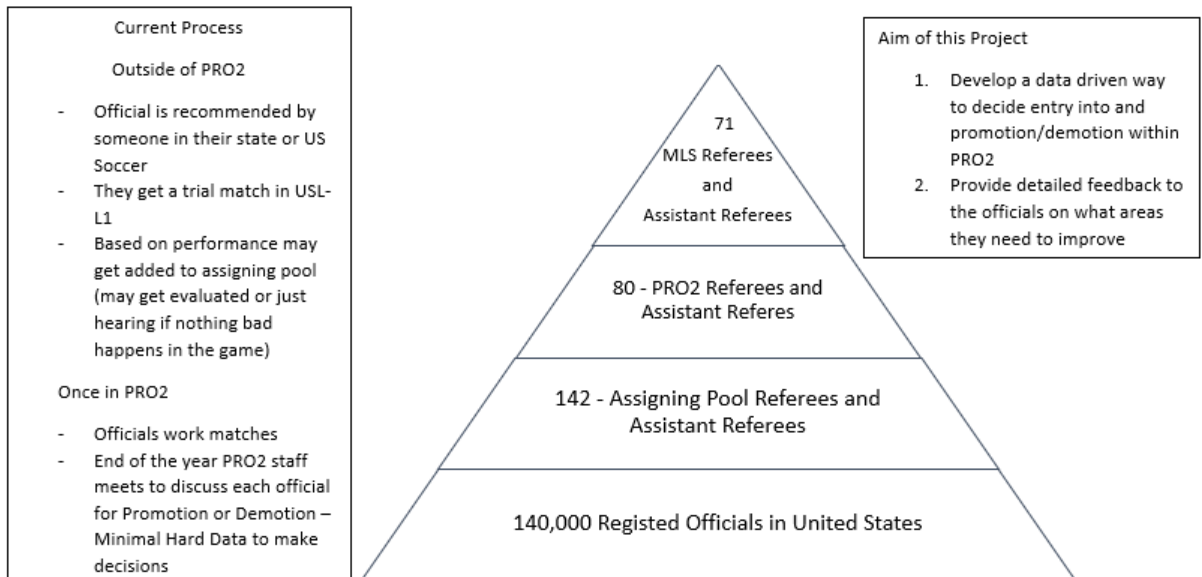 Current Process
Outside of PRO2
- Official is recommended by
someone in their state or US
Soccer
- They get a trial match in USL-
L1
- Based on performance may
get added to assigning pool
(may get evaluated or just
hearing if nothing bad
happens in the game)
Once in PRO2
- Officials work matches
- End of the year PRO2 staff
meets to discuss each official
for Promotion or Demotion –
Minimal Hard Data to make
decisions
71
MLS Referees
and
Assistant Referees
80 - PRO2 Referees and
Assistant Referes
142 - Assigning Pool Referees and
Assistant Referees
140,000 Registed Officials in United States
Aim of this Project
1. Develop a data driven way
to decide entry into and
promotion/demotion within
PRO2
2. Provide detailed feedback to
the officials on what areas
they need to improve